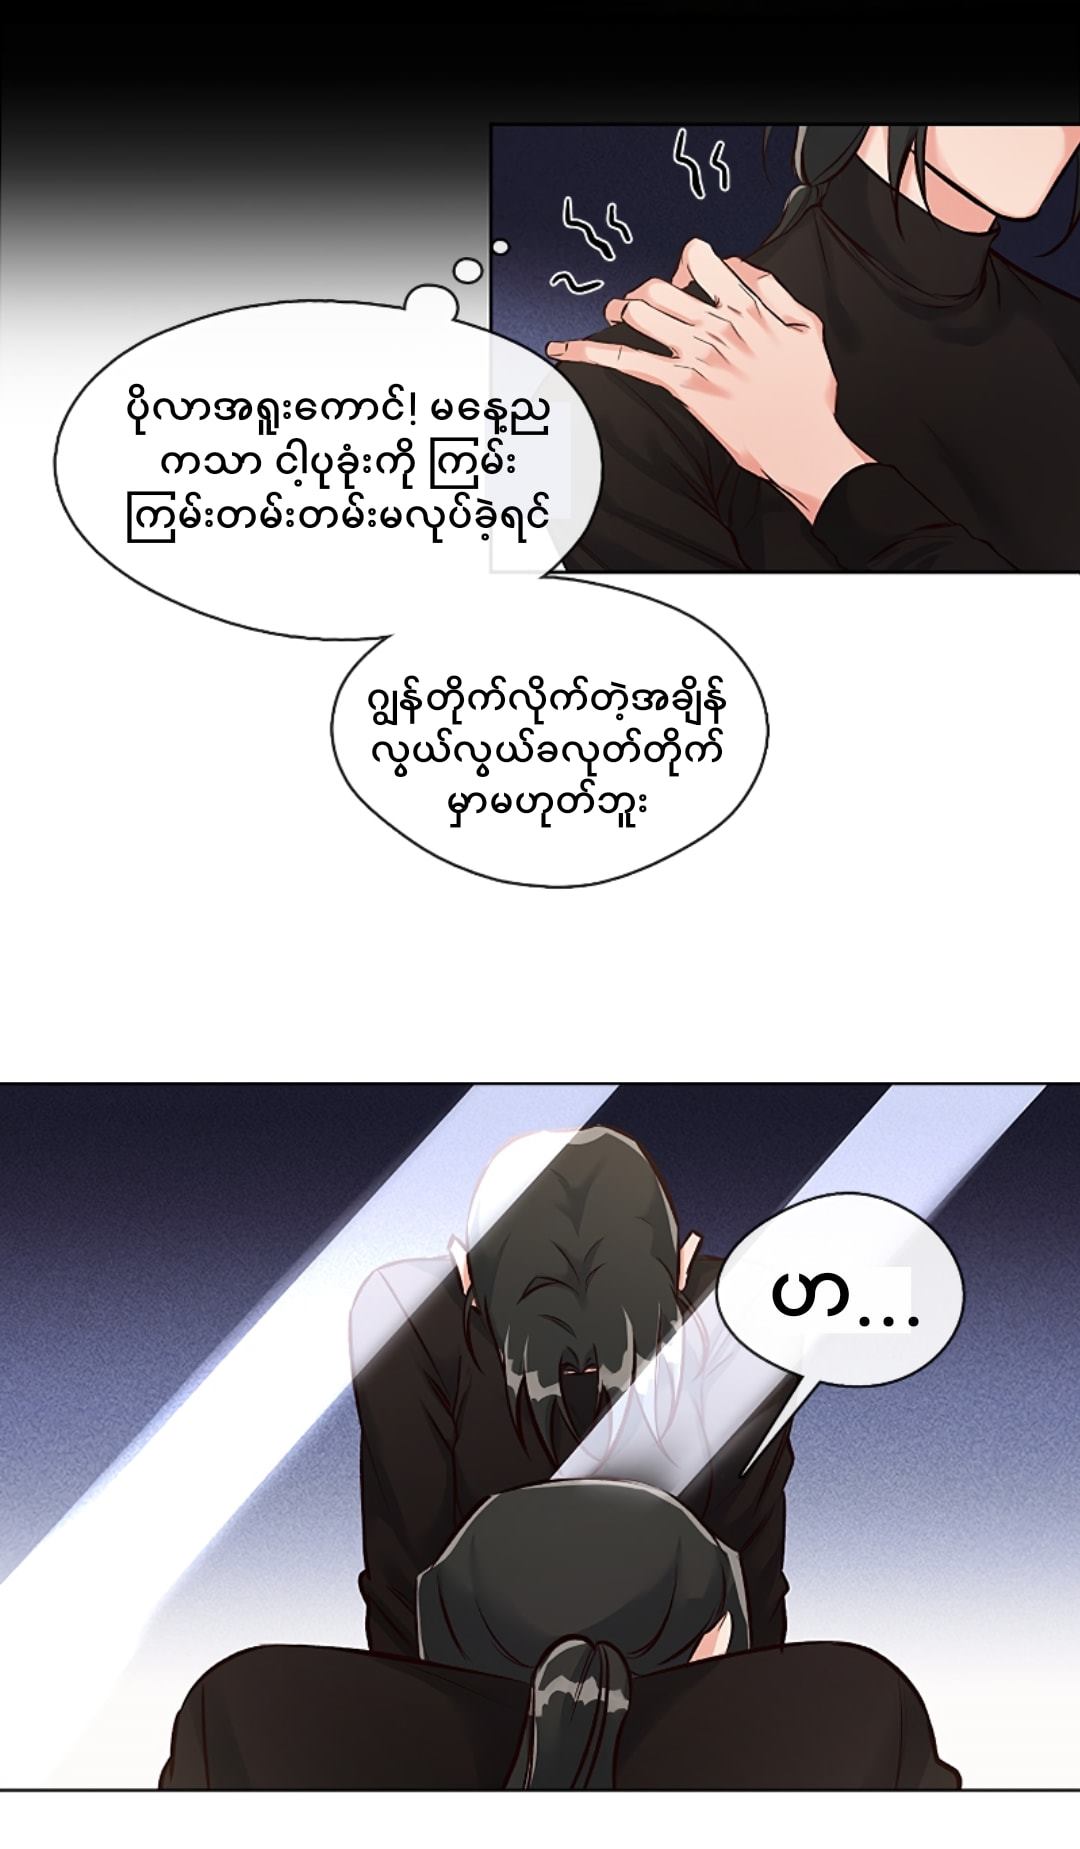 ပိုလာအရူးကောင်! မနေ့ည
ကသာ ငါ့ပုခုံးကို ကြမ်း
ကြမ်းတမ်းတမ်းမလုပ်ခဲ့ရင်
ဂျွန်တိုက်လိုက်တဲ့အချိန်
လွယ်လွယ်ခလုတ်တိုက်
မှာမဟုတ်ဘူး
ဟာ...